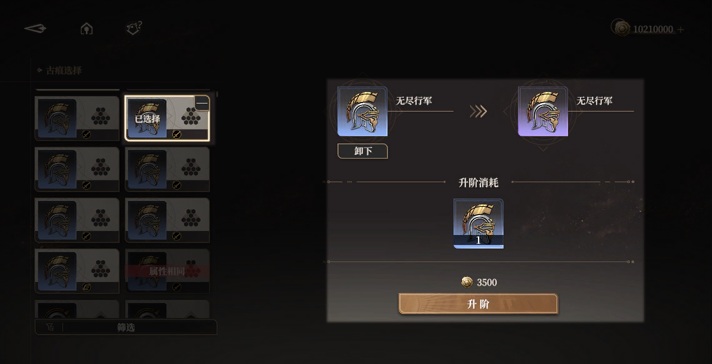 10210000 +
古痕选择
已选择
属性相同
筛选
无尽行军
无尽行军
卸下
升阶消耗
1
3500
升阶